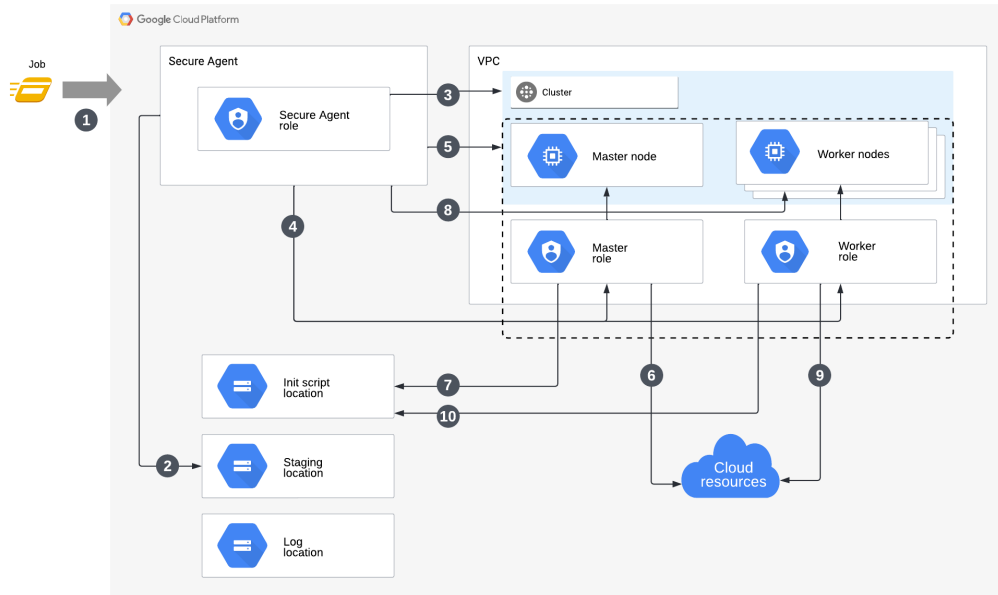 Google Cloud Platform
Job
1
Secure Agent
Secure Agent
role
VPC
3
Cluster
5
Master node
Worker nodes
8
4
Master
role
Worker
role
Init script
location
7
6
9
10
2
Staging
location
Cloud
resources
Log
location